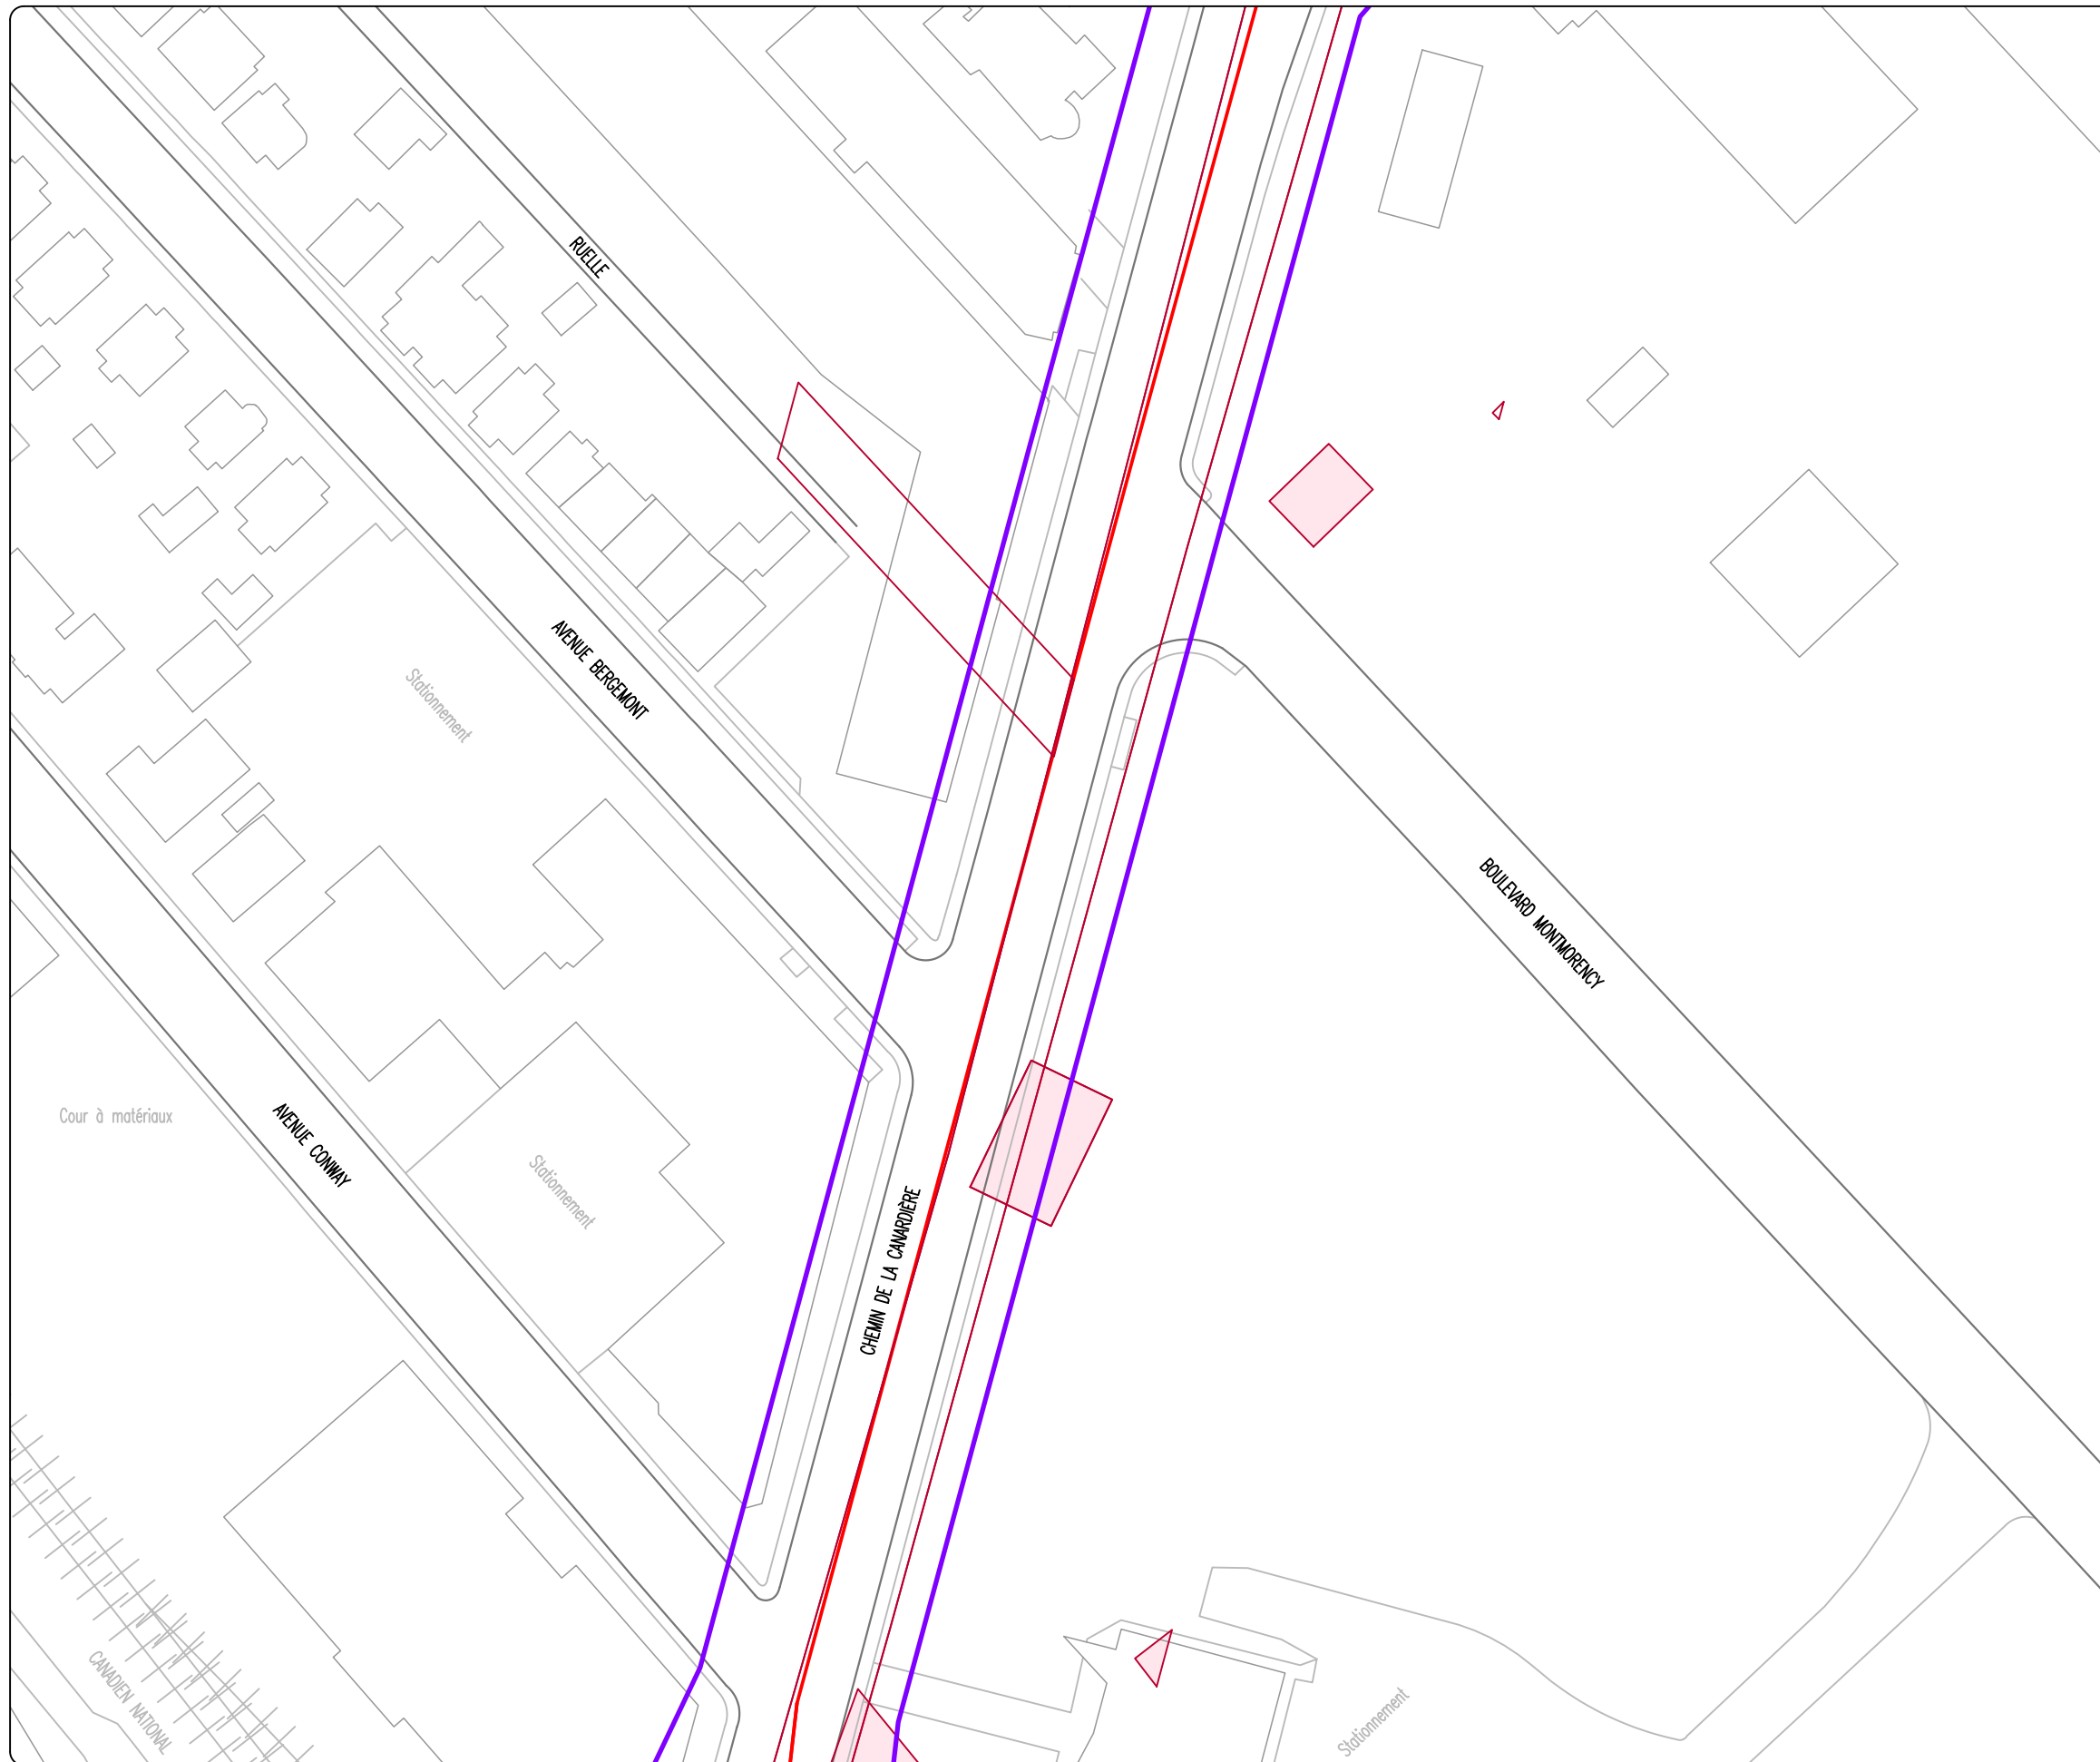 RUELLE
AVENUE BERGEMONT
Stationnement
BOULEVARD MONTMORENCY
Cour à matériaux
AVENUE CONWAY
Stationnement
CHEMIN DE LA CANARDIÈRE
CANADIEN NATIONAL
Stationnement